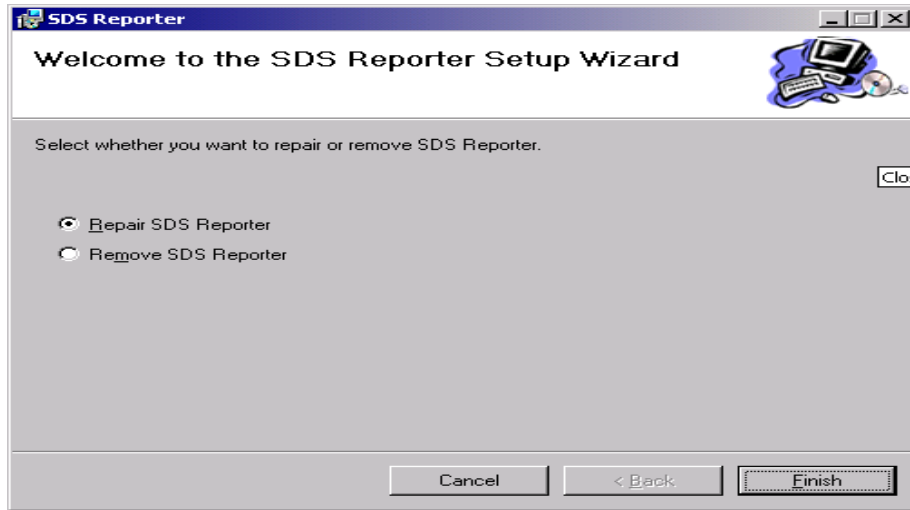 SDS Reporter
Welcome to the SDS Reporter Setup Wizard
Select whether you want to repair or remove SDS Reporter.
Clo
Repair SDS Reporter
Remove SDS Reporter
Cancel
< Back
Finish